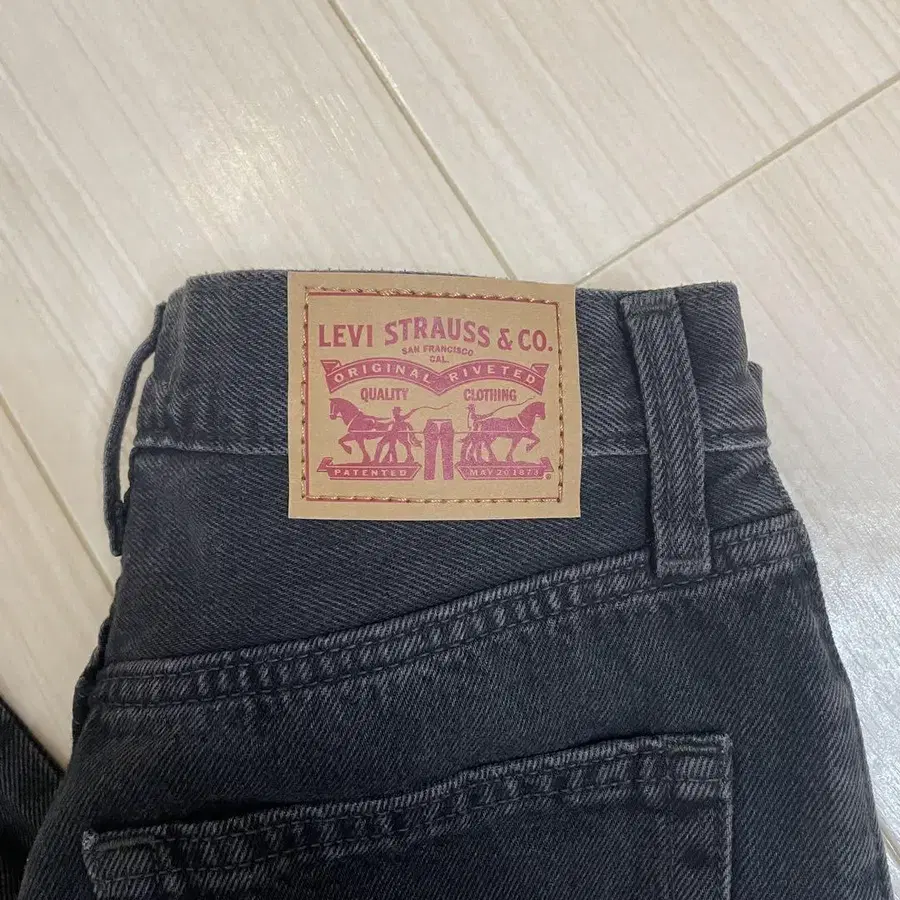 LEVI STRAUSS & CO.
SAN FRANCISCO
CAL.
ORIGINAL RIVETED
QUALITY CLOTHING
PATENTED MAY 20 1873
®